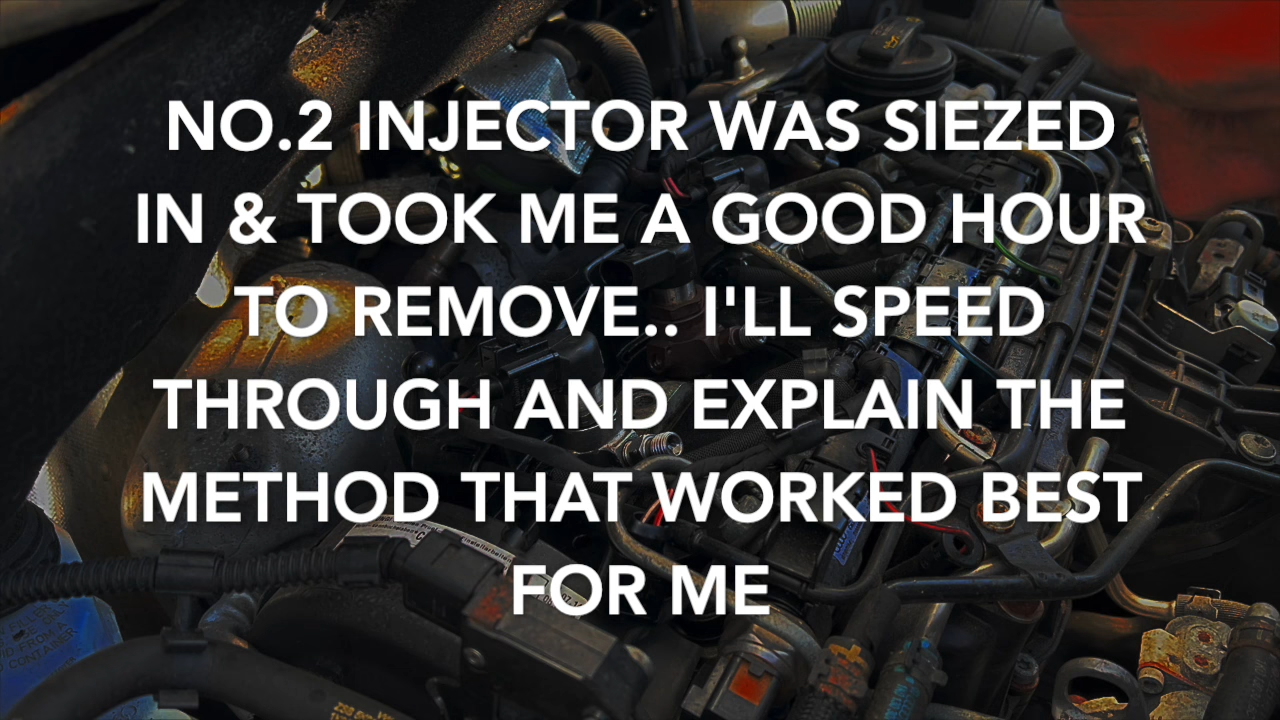 NO.2 INJECTOR WAS SIEZED
IN & TOOK ME A GOOD HOUR
TO REMOVE.. I'LL SPEED
THROUGH AND EXPLAIN THE
METHOD THAT WORKED BEST
FOR ME